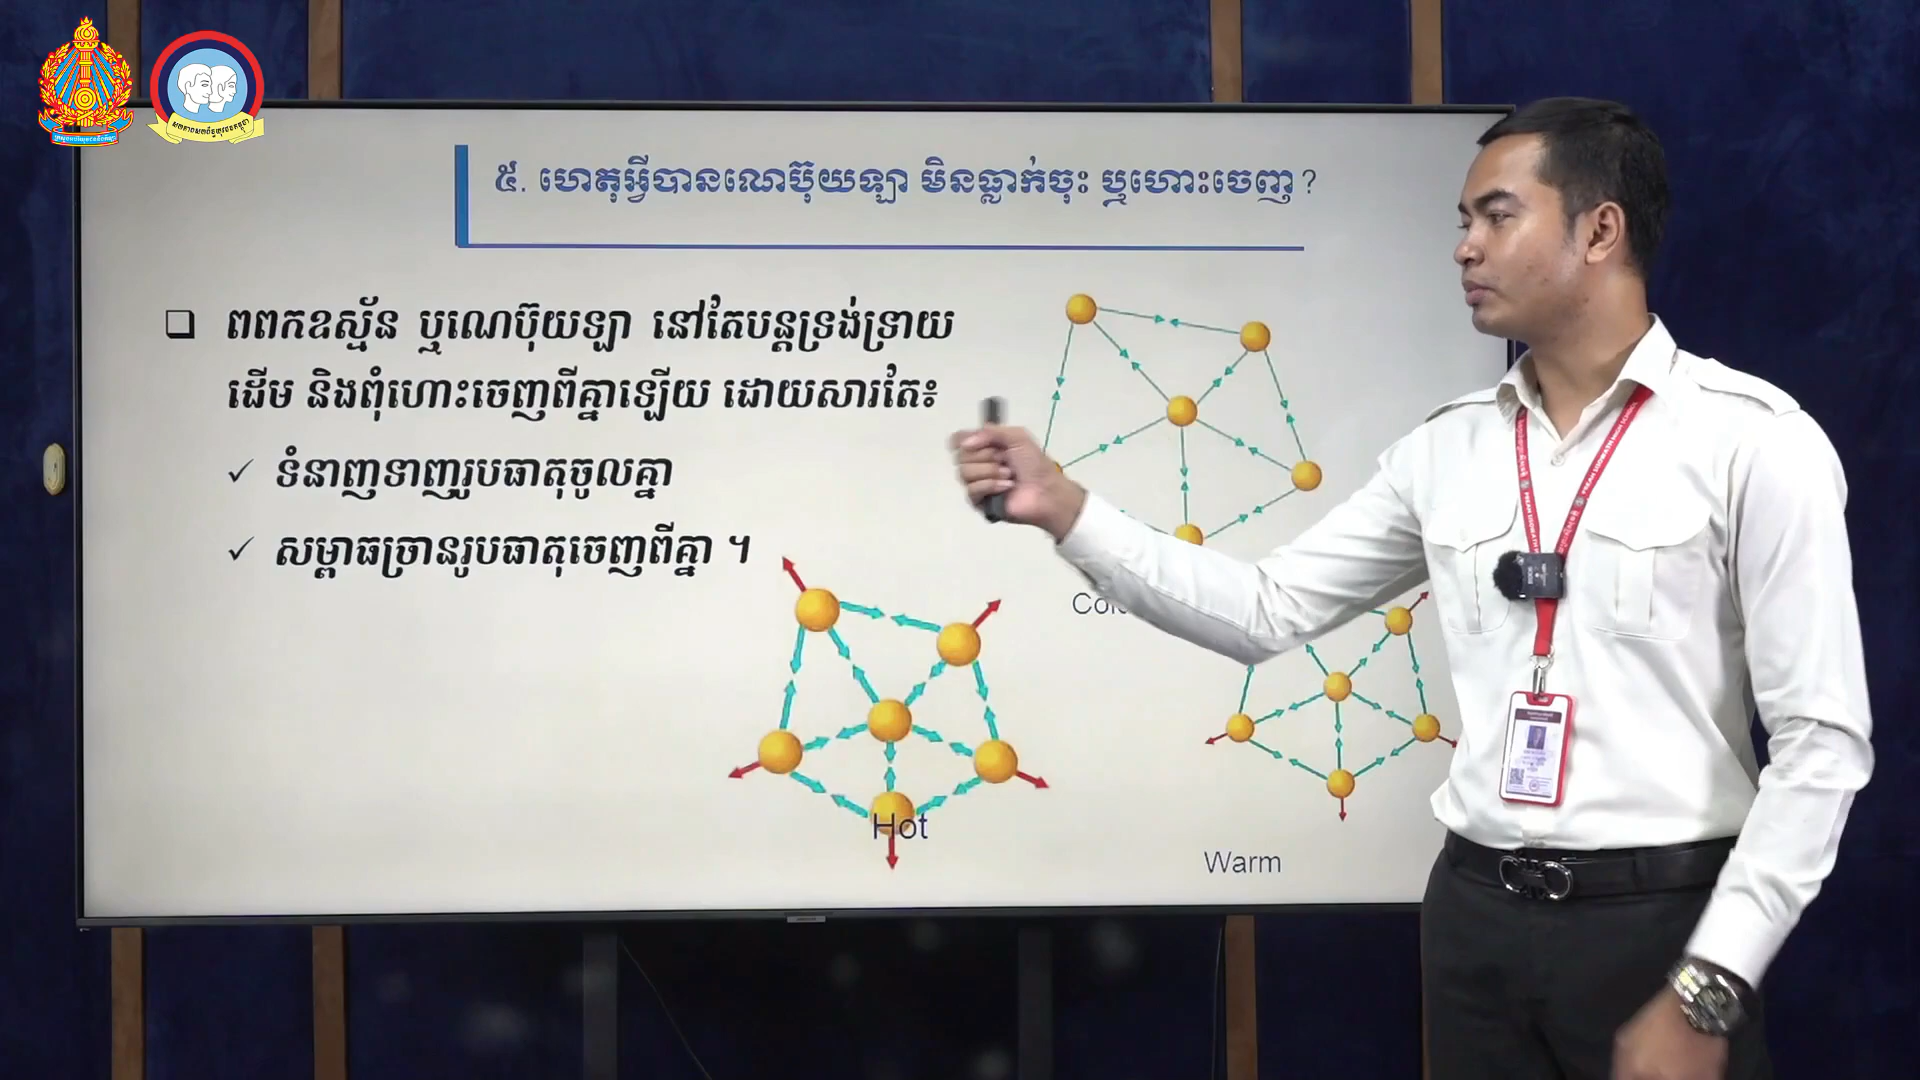 ៥. ហេតុអ្វីបានណេប៊ុយឡា មិនធ្លាក់ចុះ ឬហោះចេញ?
ពពកឧស្ម័ន ឬណេប៊ុយឡា នៅតែបន្តទ្រង់ទ្រាយ
ដើម និងពុំហោះចេញពីគ្នាឡើយ ដោយសារតែ៖
✓ ទំនាញទាញរូបធាតុចូលគ្នា
✓ សម្ពាធច្រានរូបធាតុចេញពីគ្នា ។
Hot
Warm